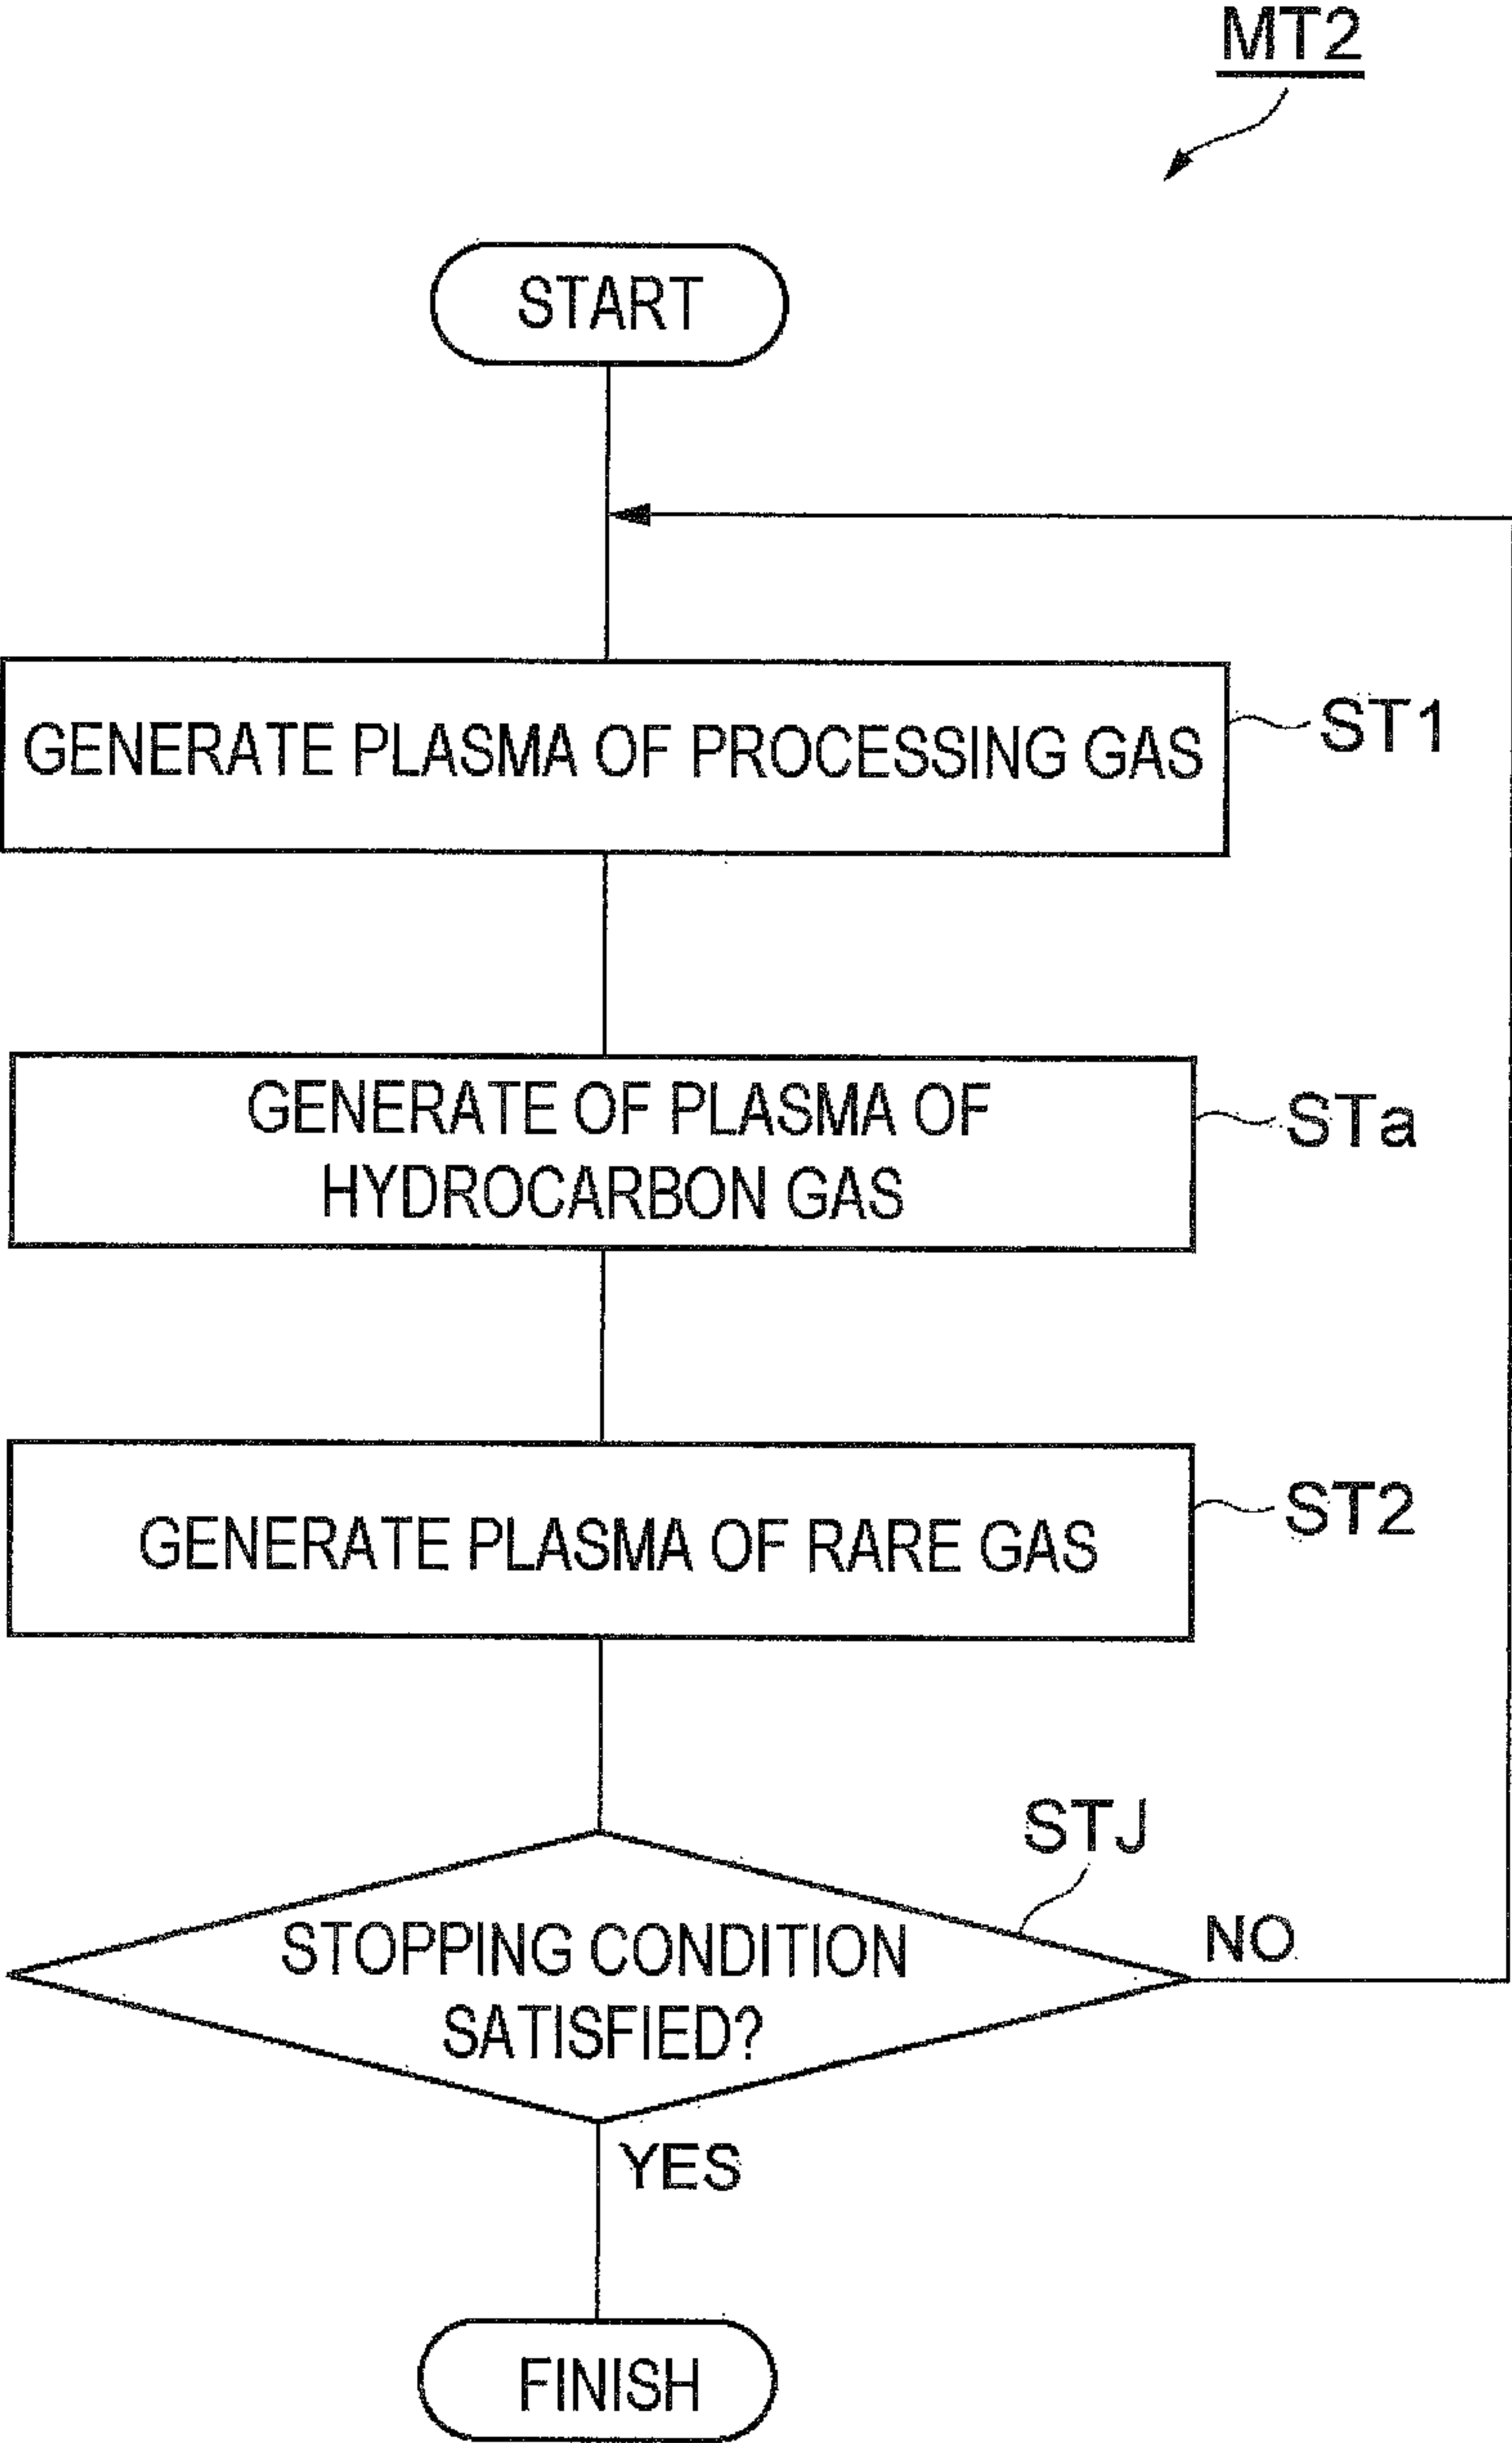 MT2
START
GENERATE PLASMA OF PROCESSING GAS
ST1
GENERATE OF PLASMA OF
HYDROCARBON GAS
STa
GENERATE PLASMA OF RARE GAS
ST2
STJ
STOPPING CONDITION
SATISFIED?
NO
YES
FINISH